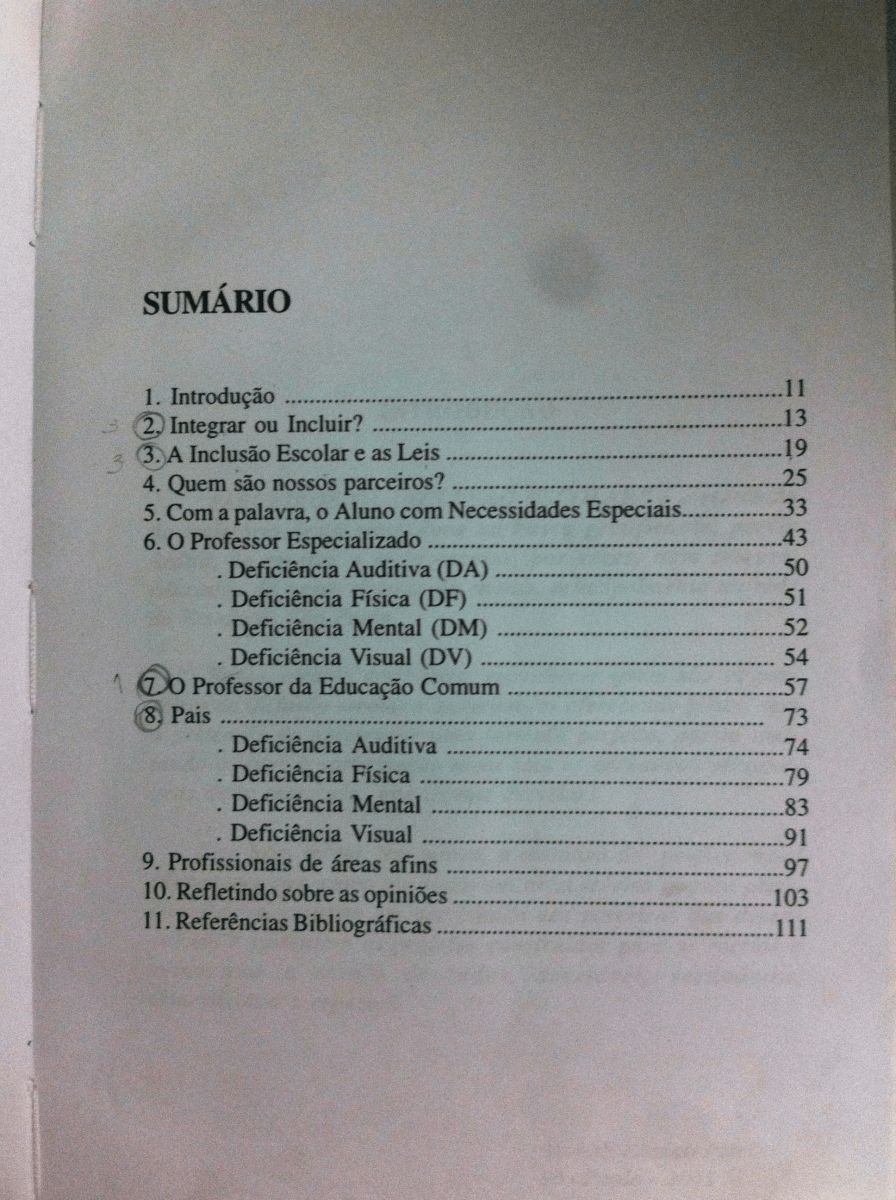 SUMÁRIO
1. Introdução ........................................................................11
3 2. Integrar ou Incluir? ............................................................13
3 3. A Inclusão Escolar e as Leis .................................................19
4. Quem são nossos parceiros? ................................................25
5. Com a palavra, o Aluno com Necessidades Especiais...............33
6. O Professor Especializado ...................................................43
. Deficiência Auditiva (DA) ..........................................50
. Deficiência Física (DF) .............................................51
. Deficiência Mental (DM) ..........................................52
. Deficiência Visual (DV) .......................................... 54
1 7. O Professor da Educação Comum ........................................57
8. Pais .............................................................................. 73
. Deficiência Auditiva .................................................74
. Deficiência Física .....................................................79
. Deficiência Mental ...................................................83
. Deficiência Visual ....................................................91
9. Profissionais de áreas afins .................................................97
10. Refletindo sobre as opiniões ..............................................103
11. Referências Bibliográficas .................................................111